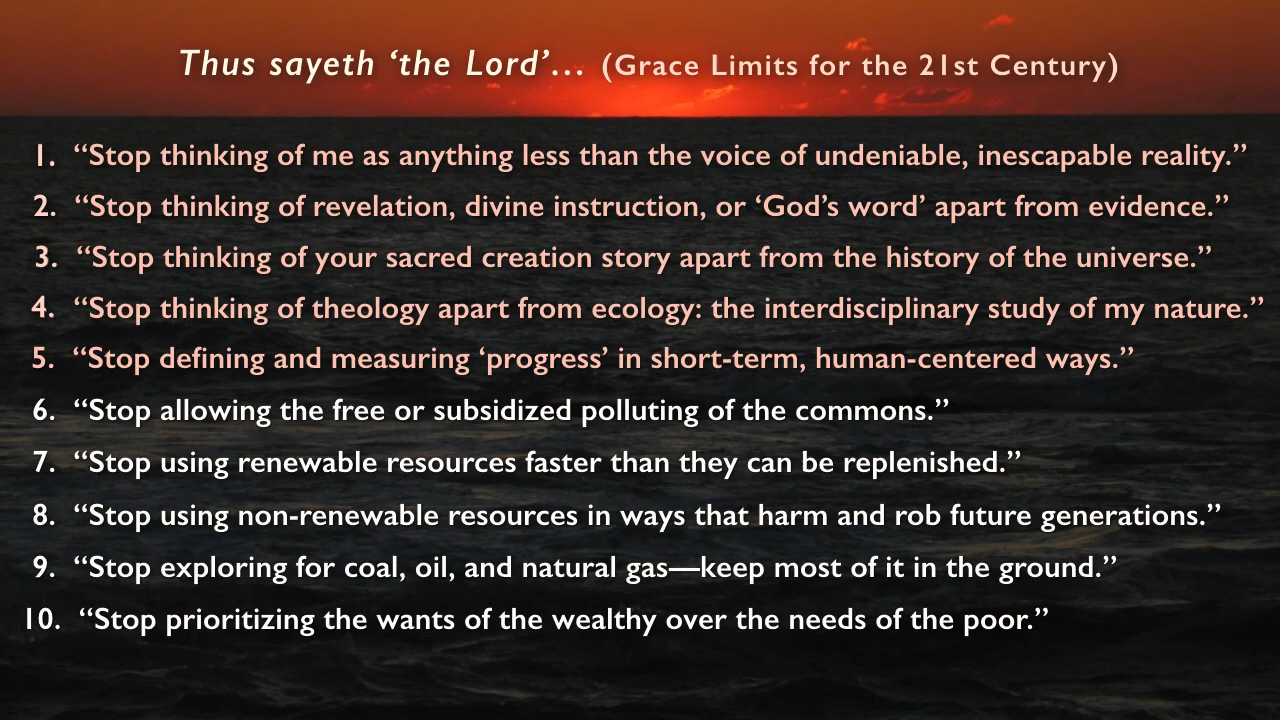 Thus sayeth ‘the Lord’... (Grace Limits for the 21st Century)
1. “Stop thinking of me as anything less than the voice of undeniable, inescapable reality.”
2. “Stop thinking of revelation, divine instruction, or ‘God’s word’ apart from evidence.”
3. “Stop thinking of your sacred creation story apart from the history of the universe.”
4. “Stop thinking of theology apart from ecology: the interdisciplinary study of my nature.”
5. “Stop defining and measuring ‘progress’ in short-term, human-centered ways.”
6. “Stop allowing the free or subsidized polluting of the commons.”
7. “Stop using renewable resources faster than they can be replenished.”
8. “Stop using non-renewable resources in ways that harm and rob future generations.”
9. “Stop exploring for coal, oil, and natural gas—keep most of it in the ground.”
10. “Stop prioritizing the wants of the wealthy over the needs of the poor.”